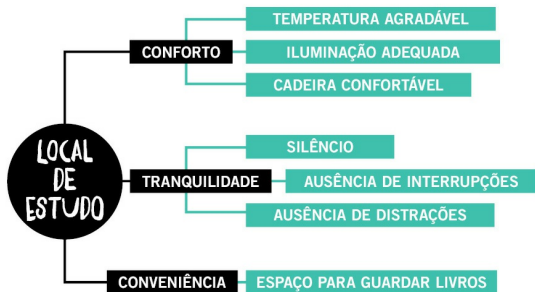 LOCAL
DE
ESTUDO
CONFORTO
TEMPERATURA AGRADÁVEL
ILUMINAÇÃO ADEQUADA
CADEIRA CONFORTÁVEL
TRANQUILIDADE
SILÊNCIO
AUSÊNCIA DE INTERRUPÇÕES
AUSÊNCIA DE DISTRAÇÕES
CONVENIÊNCIA
ESPAÇO PARA GUARDAR LIVROS